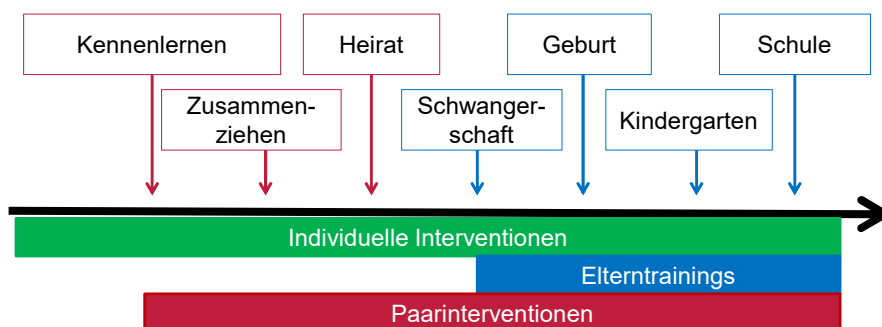 Kennenlernen
Heirat
Geburt
Schule
Zusammen-
ziehen
Schwanger-
schaft
Kindergarten
Individuelle Interventionen
Elterntrainings
Paarinterventionen